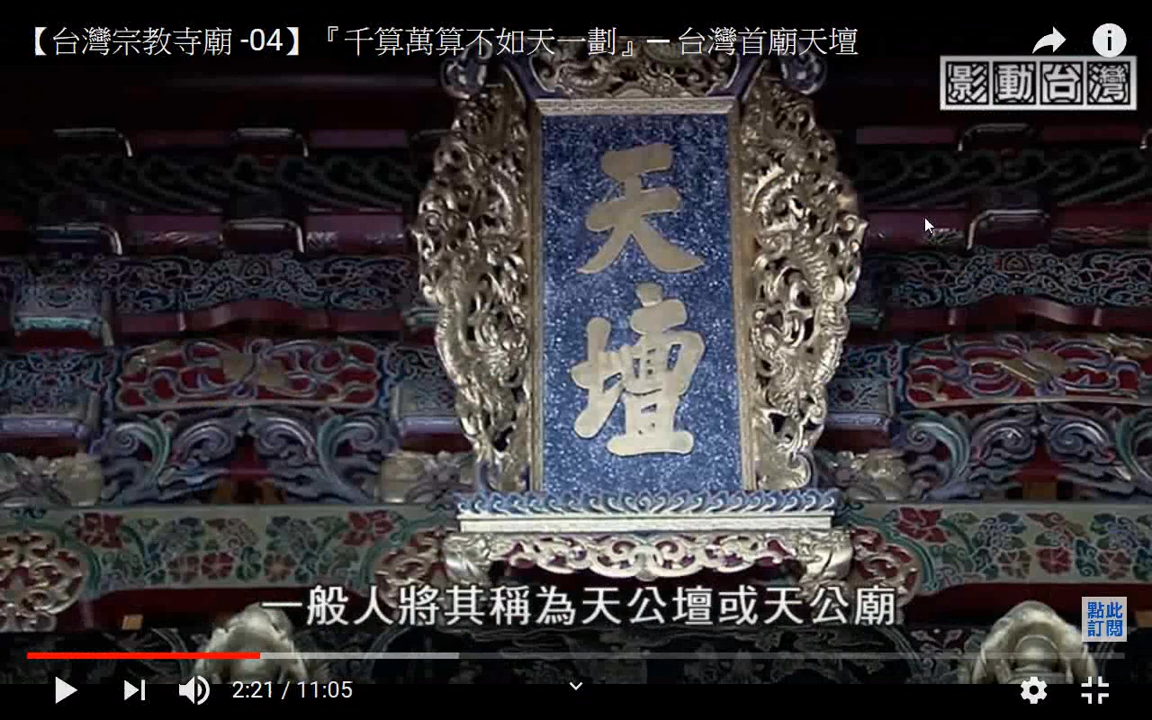 【台灣宗教寺廟 -04】『千算萬算不如天一劃』─ 台灣首廟天壇
影動台灣
天壇
一般人將其稱為天公壇或天公廟
點此
訂閱
2:21 / 11:05